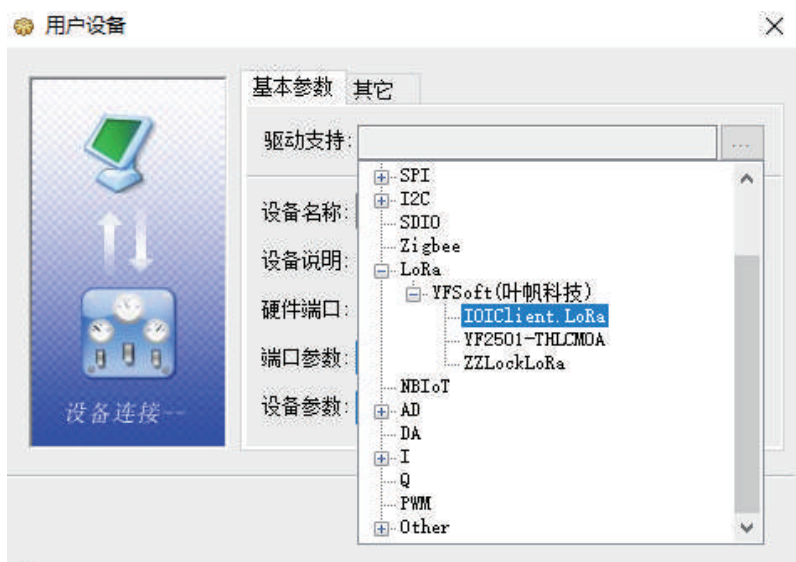 用户设备
基本参数 其它
驱动支持: ...
SPI
I2C
设备名称:
SDIO
Zigbee
设备说明:
LoRa
YFSoft(叶帆科技)
硬件端口:
IOIClient.LoRa
YF2501-THLCMOA
端口参数:
ZZLockLoRa
NBIoT
设备参数:
AD
设备连接--
DA
I
Q
PWM
Other